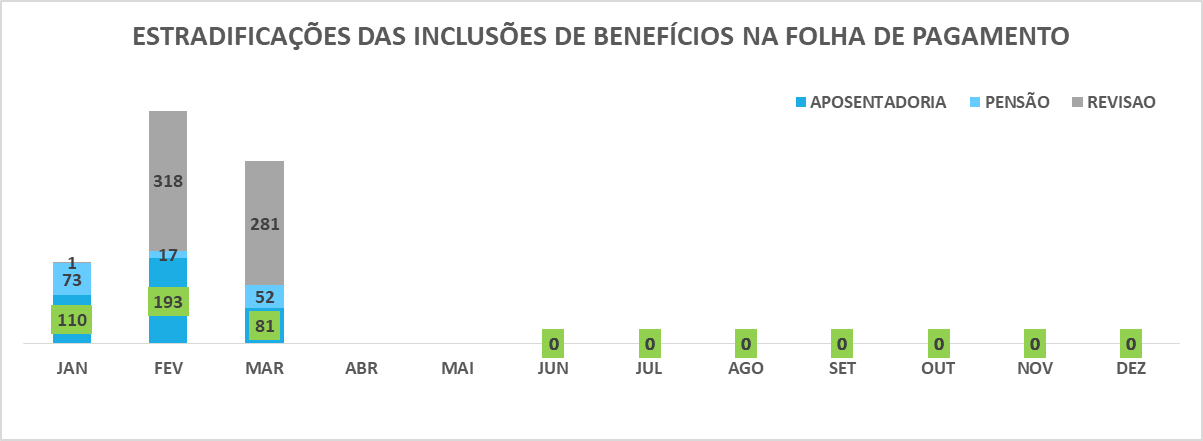 ESTRADIFICAÇÕES DAS INCLUSÕES DE BENEFÍCIOS NA FOLHA DE PAGAMENTO
APOSENTADORIA PENSÃO REVISAO
318
281
1
17
73
52
193
110
81
0 0 0 0 0 0 0
JAN FEV MAR ABR MAI JUN JUL AGO SET OUT NOV DEZ